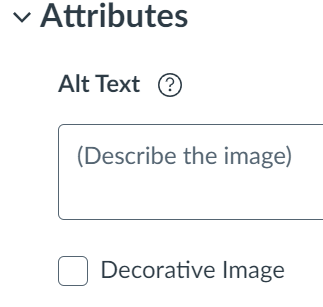 Attributes
Alt Text ?
(Describe the image)
Decorative Image